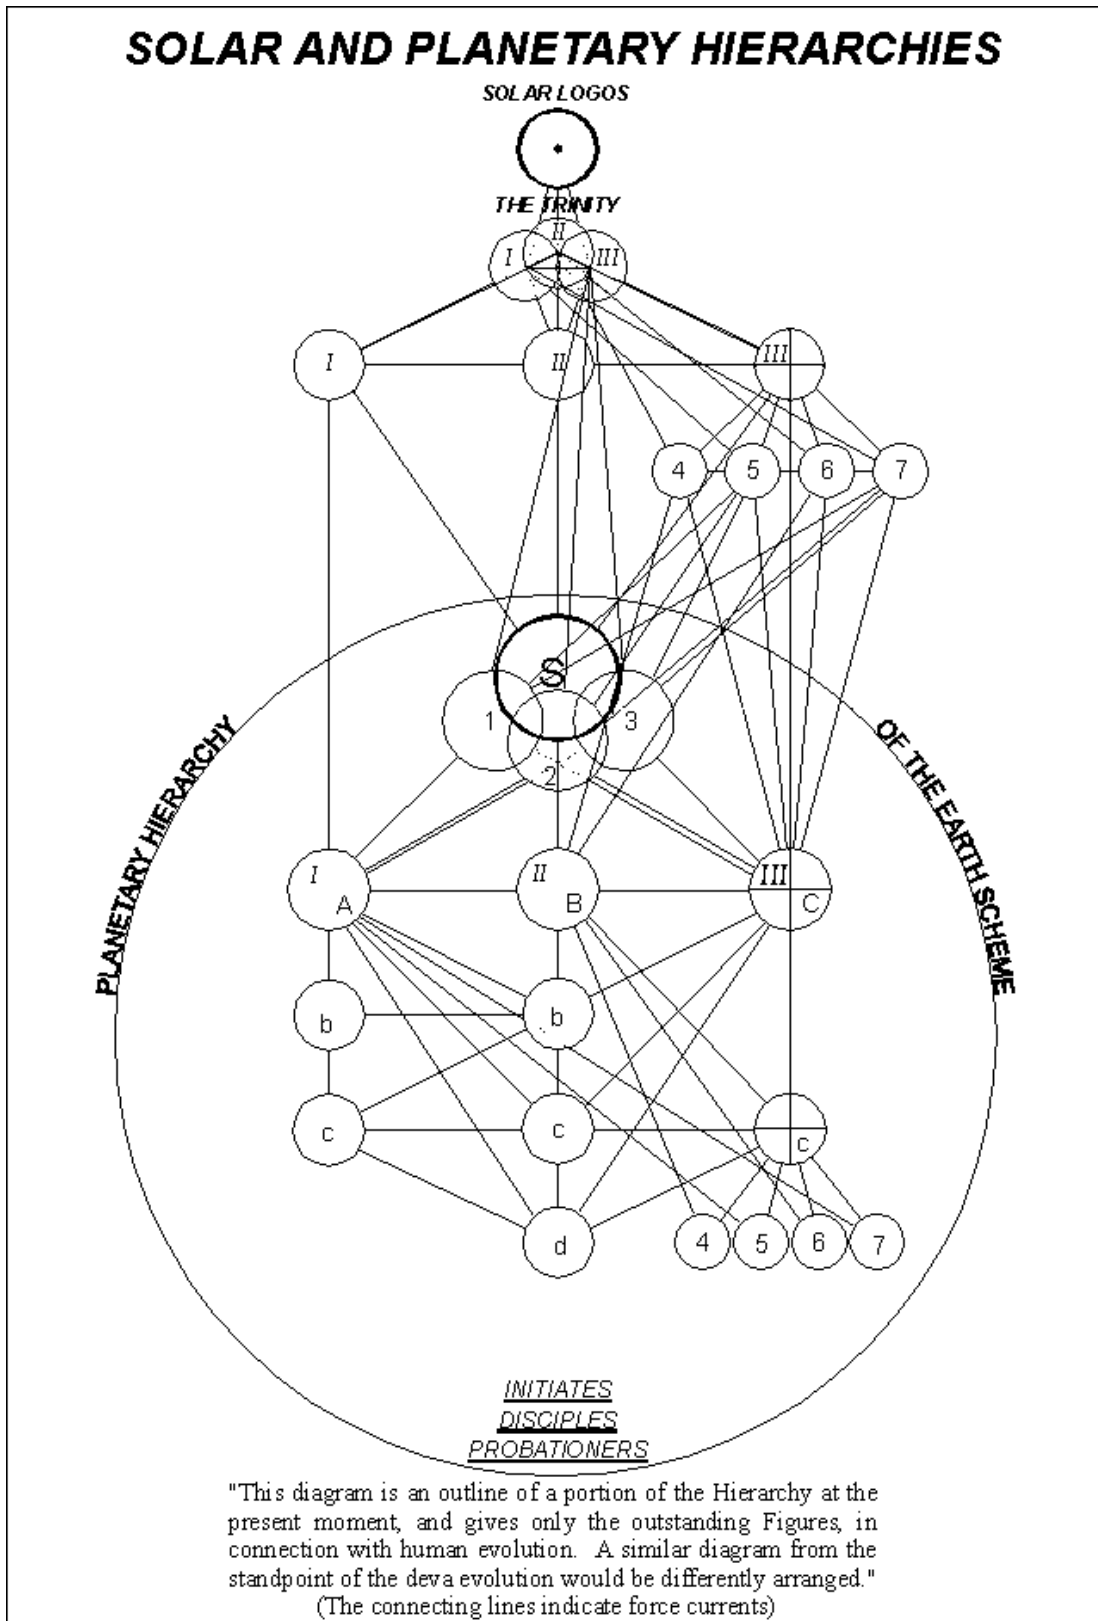 SOLAR AND PLANETARY HIERARCHIES
SOLAR LOGOS
THE TRINITY
II
I III
I II III
4 5 6 7
S
1 3
2
PLANETARY HIERARCHY
OF THE EARTH SCHEME
I II III
A B C
b b
c c c
d 4 5 6 7
INITIATES
DISCIPLES
PROBATIONERS
"This diagram is an outline of a portion of the Hierarchy at the
present moment, and gives only the outstanding Figures, in
connection with human evolution. A similar diagram from the
standpoint of the deva evolution would be differently arranged."
(The connecting lines indicate force currents)